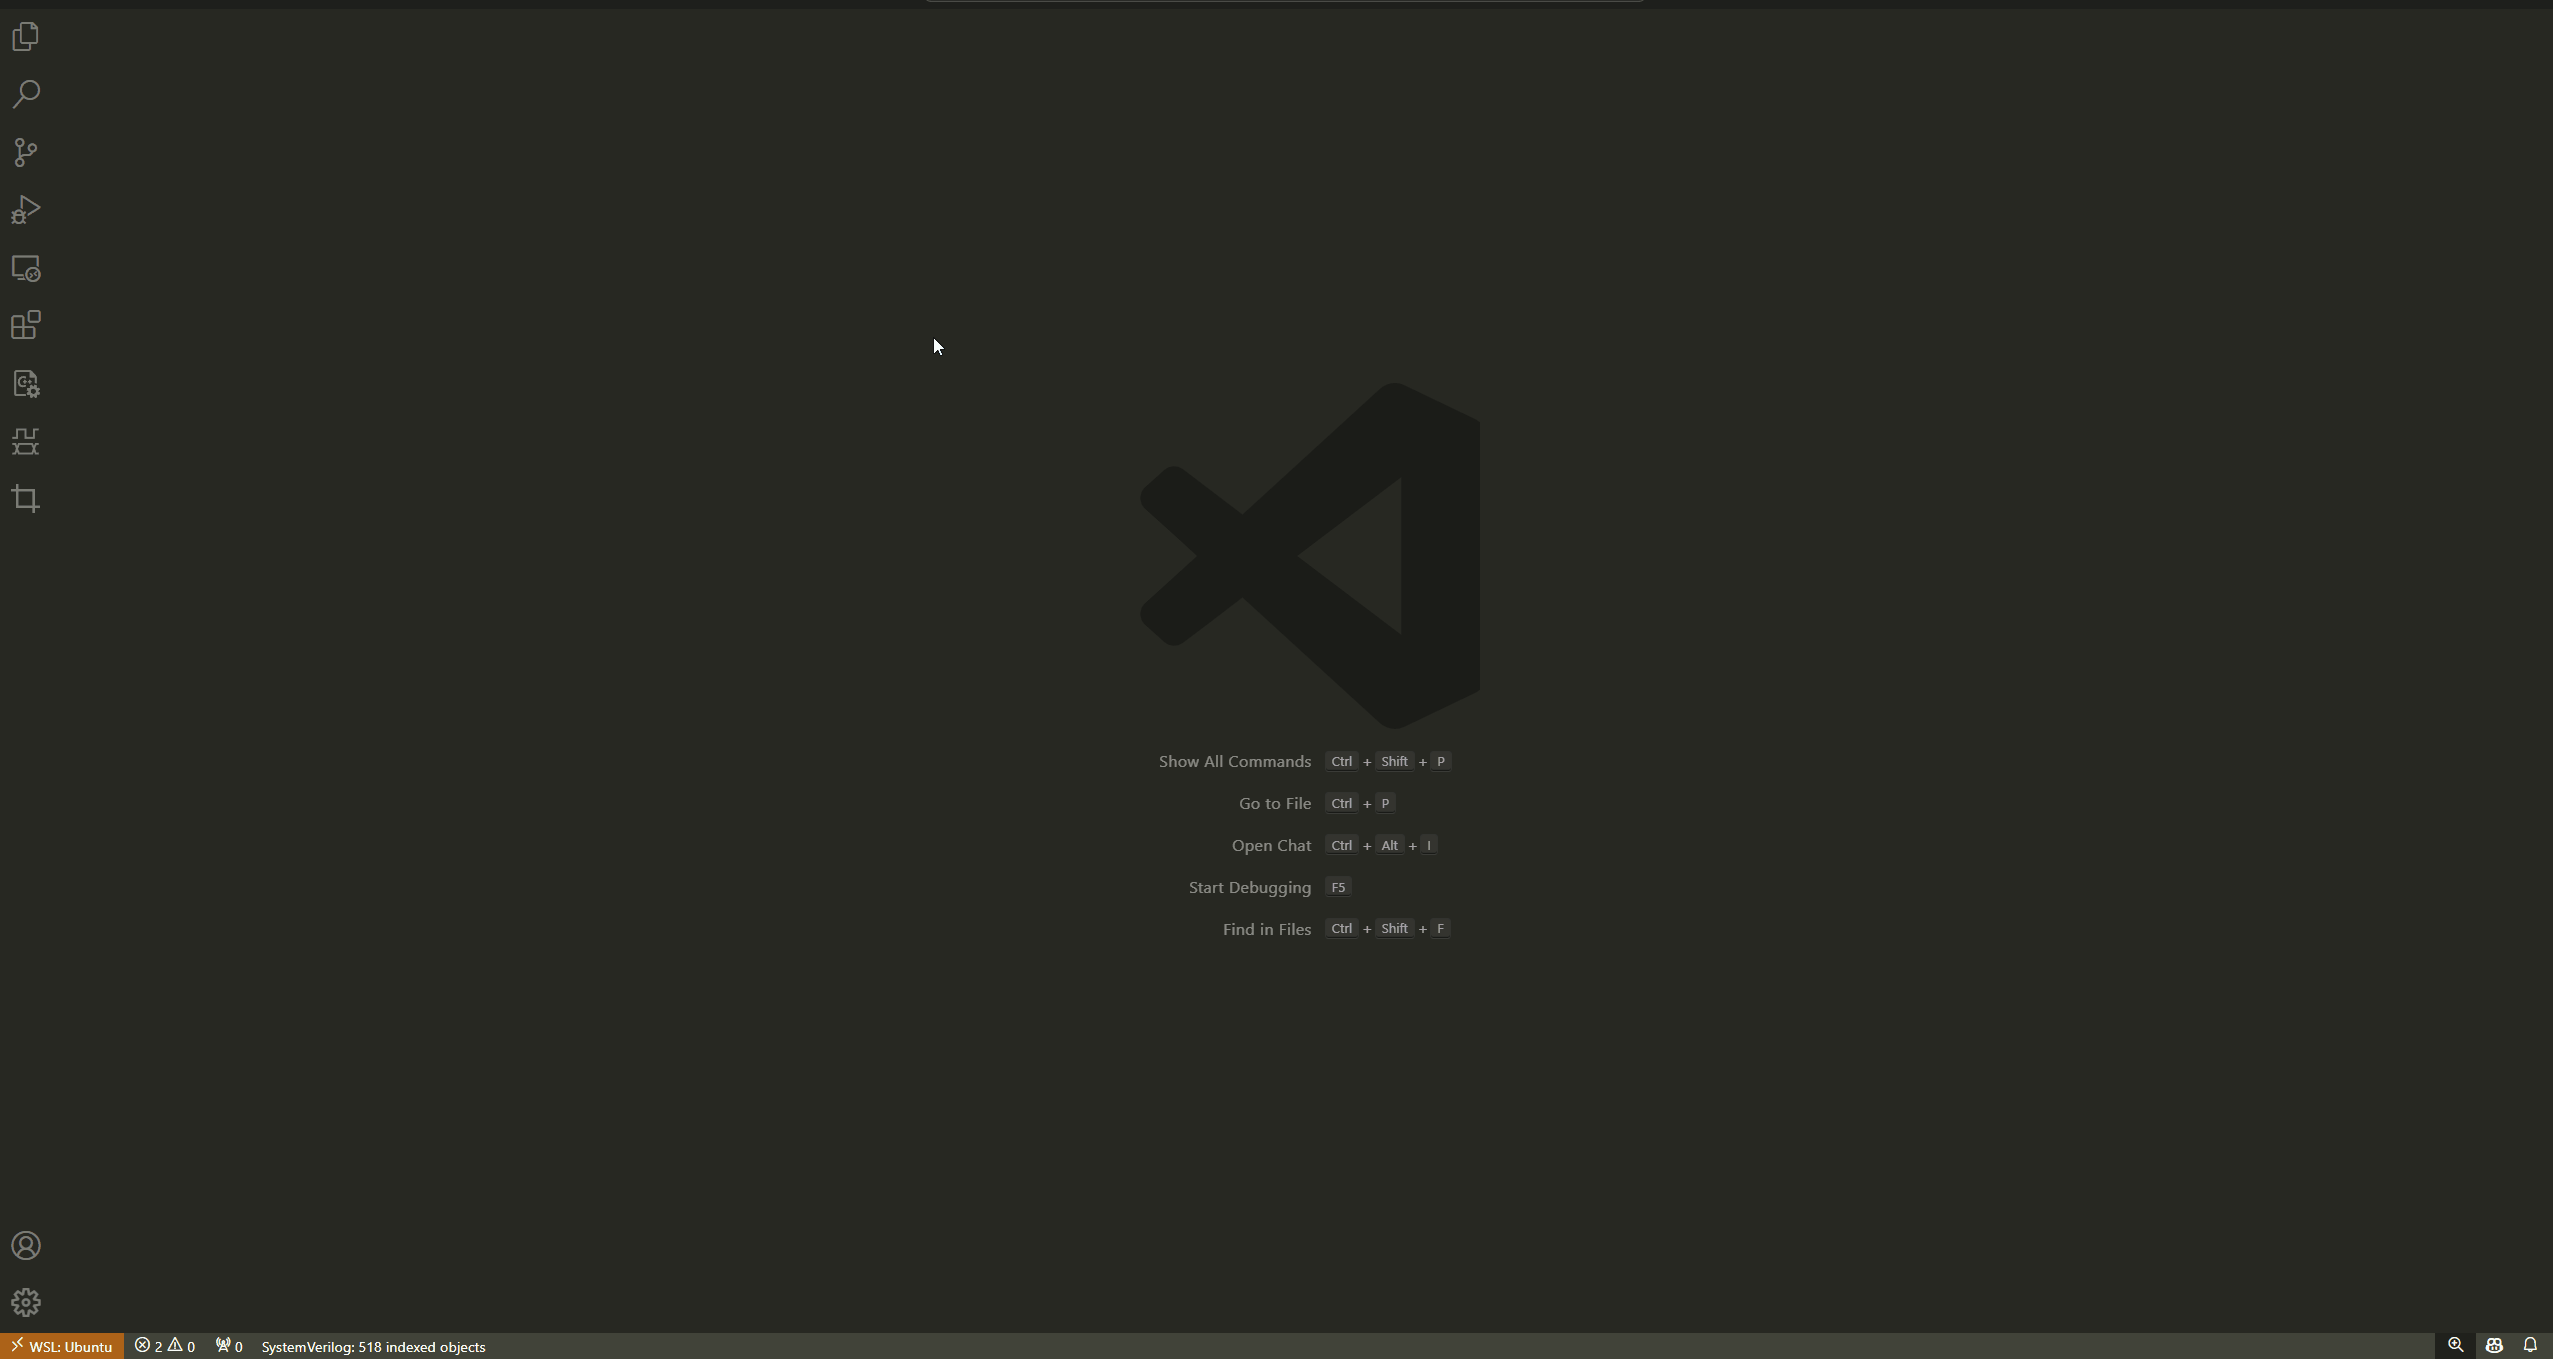 Show All Commands Ctrl + Shift + P
Go to File Ctrl + P
Open Chat Ctrl + Alt + I
Start Debugging F5
Find in Files Ctrl + Shift + F
WSL: Ubuntu 2 0 0 SystemVerilog: 518 indexed objects